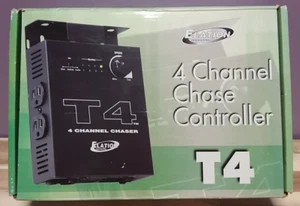 ELATION
4 Channel
Chase
Controller
T4
T4
4 CHANNEL CHASER
ELATION